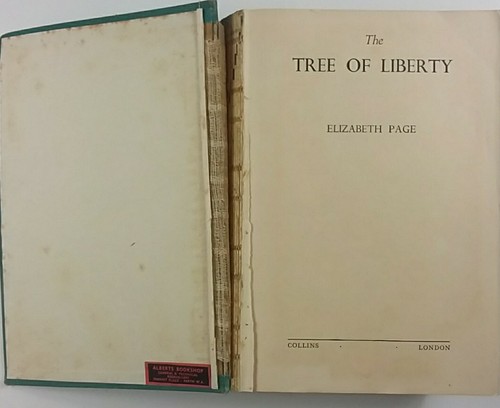 The
TREE OF LIBERTY
ELIZABETH PAGE
COLLINS LONDON
ALBERTS BOOKSHOP